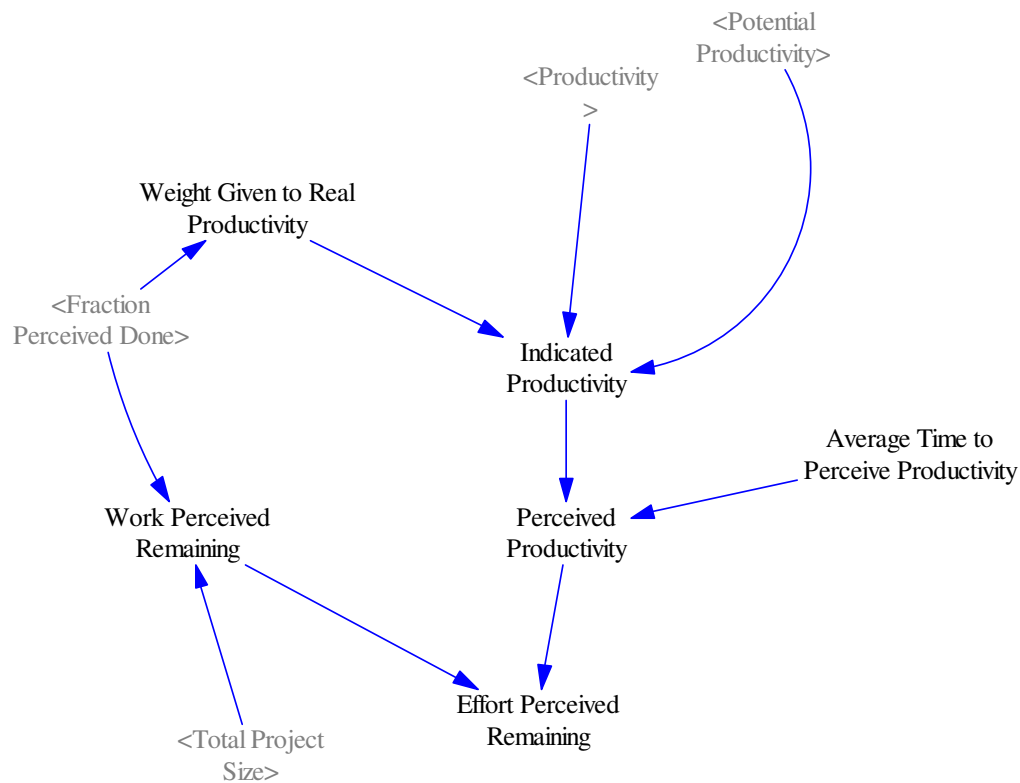 <Potential
Productivity>
<Productivity
>
Weight Given to Real
Productivity
<Fraction
Perceived Done>
Indicated
Productivity
Average Time to
Perceive Productivity
Work Perceived
Remaining
Perceived
Productivity
Effort Perceived
Remaining
<Total Project
Size>